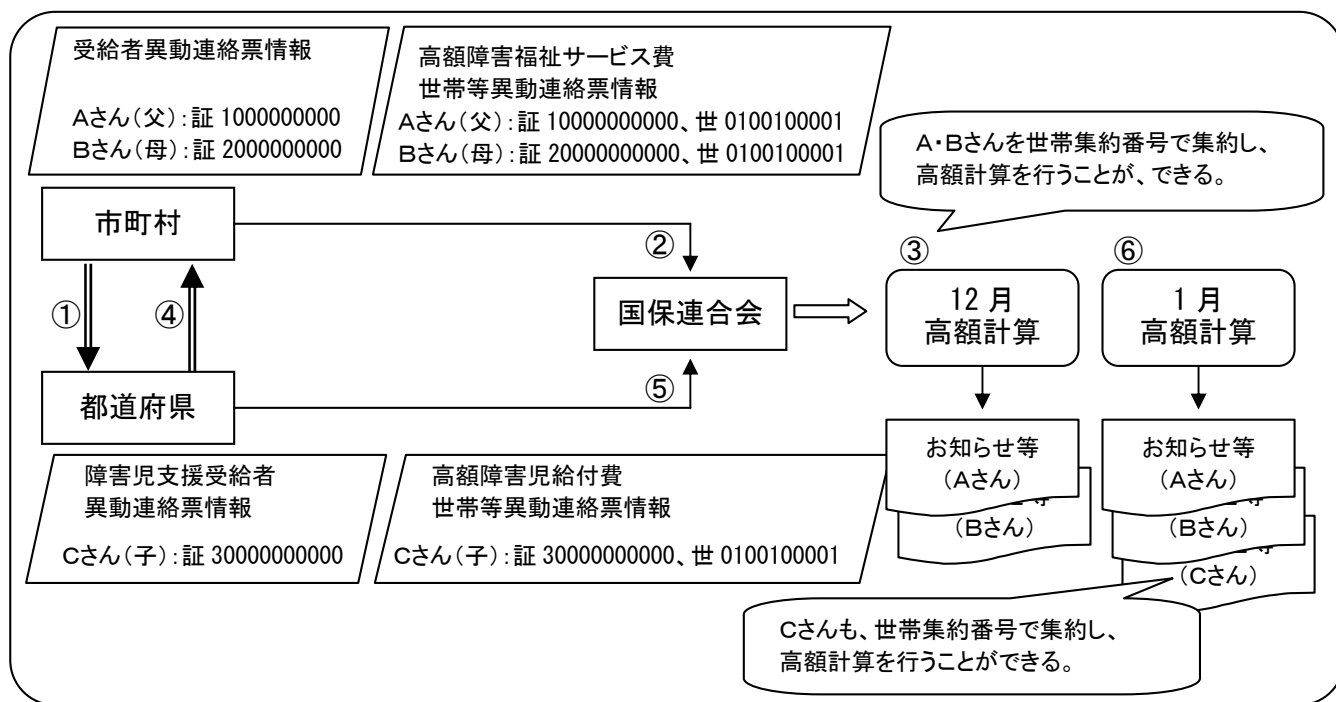 受給者異動連絡票情報
Aさん(父):証 1000000000
Bさん(母):証 2000000000
高額障害福祉サービス費
世帯等異動連絡票情報
Aさん(父):証 10000000000、世 0100100001
Bさん(母):証 20000000000、世 0100100001
A・Bさんを世帯集約番号で集約し、
高額計算を行うことが、できる。
市町村
①
④
都道府県
②
国保連合会
⑤
③
12 月
高額計算
⑥
1 月
高額計算
お知らせ等
(Aさん)
(Bさん)
お知らせ等
(Aさん)
(Bさん)
(Cさん)
障害児支援受給者
異動連絡票情報
Cさん(子):証 30000000000
高額障害児給付費
世帯等異動連絡票情報
Cさん(子):証 30000000000、世 0100100001
Cさんも、世帯集約番号で集約し、
高額計算を行うことができる。